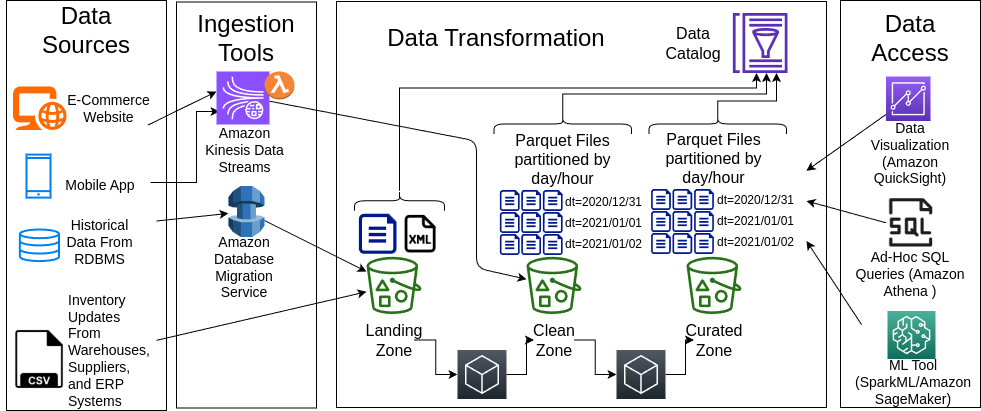 Data
Sources
E-Commerce
Website
Mobile App
Historical
Data From
RDBMS
Inventory
Updates
From
Warehouses,
Suppliers,
and ERP
Systems
CSV
Ingestion
Tools
Amazon
Kinesis Data
Streams
Amazon
Database
Migration
Service
Data Transformation
Data
Catalog
XML
Landing
Zone
Parquet Files
partitioned by
day/hour
dt=2020/12/31
dt=2021/01/01
dt=2021/01/02
Clean
Zone
Parquet Files
partitioned by
day/hour
dt=2020/12/31
dt=2021/01/01
dt=2021/01/02
Curated
Zone
Data
Access
Data
Visualization
(Amazon
QuickSight)
SQL
Ad-Hoc SQL
Queries (Amazon
Athena )
ML Tool
(SparkML/Amazon
SageMaker)